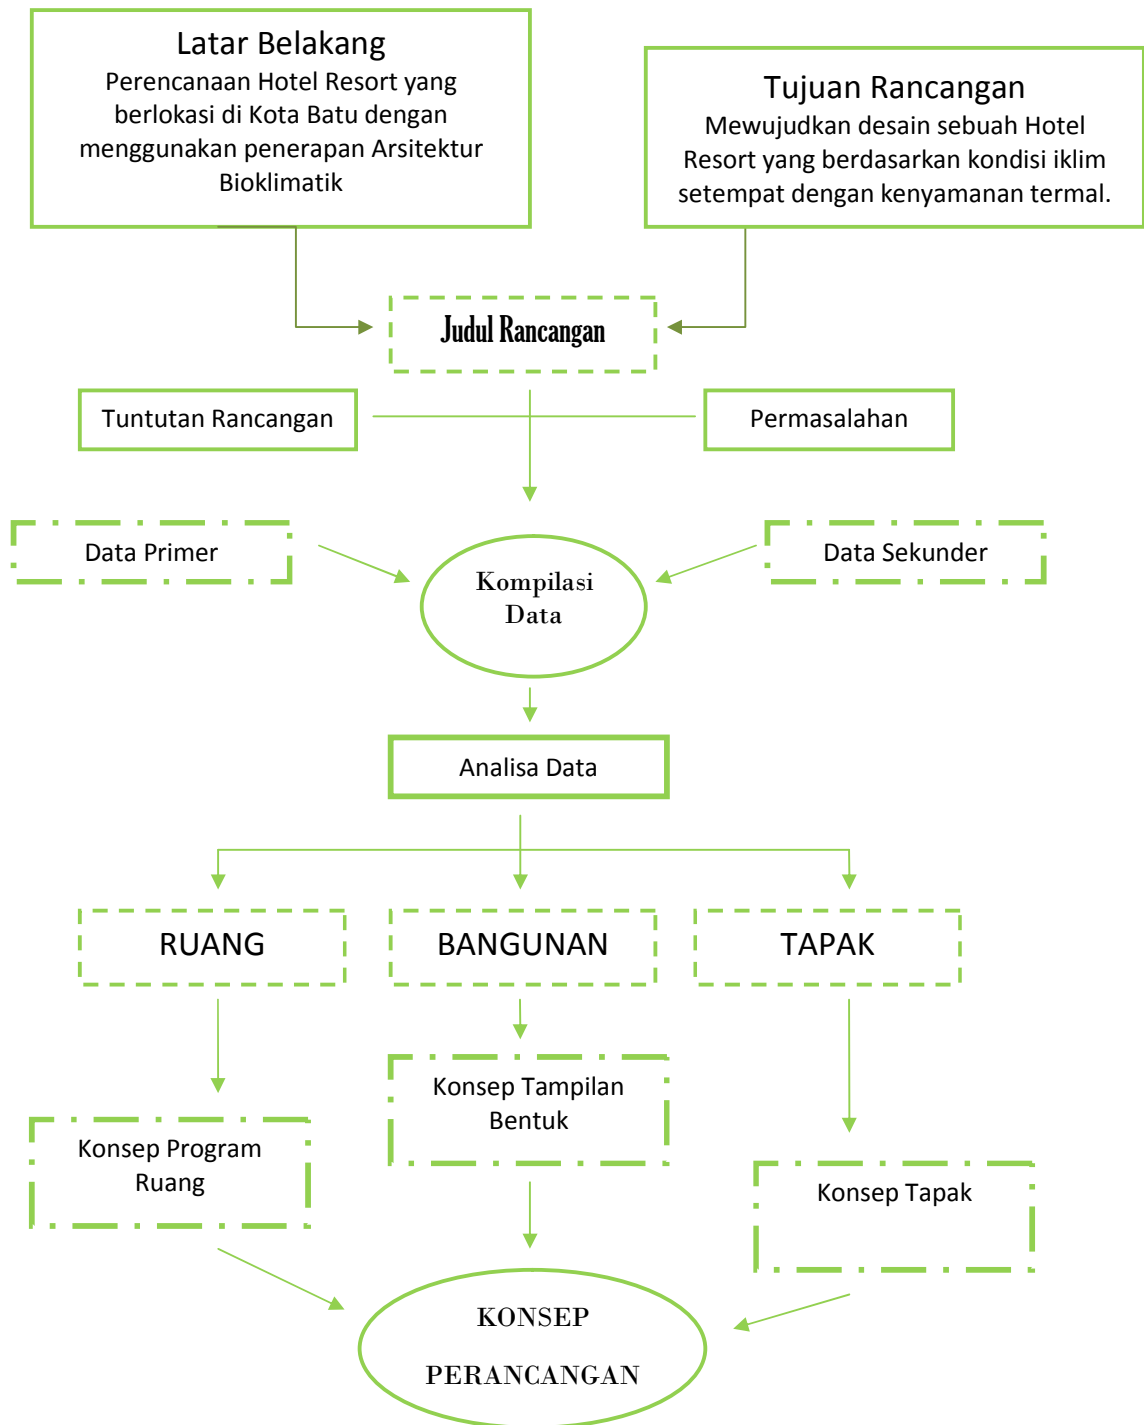 Latar Belakang
Perencanaan Hotel Resort yang
berlokasi di Kota Batu dengan
menggunakan penerapan Arsitektur
Bioklimatik
Tujuan Rancangan
Mewujudkan desain sebuah Hotel
Resort yang berdasarkan kondisi iklim
setempat dengan kenyamanan termal.
Judul Rancangan
Tuntutan Rancangan
Permasalahan
Data Primer
Data Sekunder
Kompilasi
Data
Analisa Data
RUANG
BANGUNAN
TAPAK
Konsep Tampilan
Bentuk
Konsep Program
Ruang
Konsep Tapak
KONSEP
PERANCANGAN